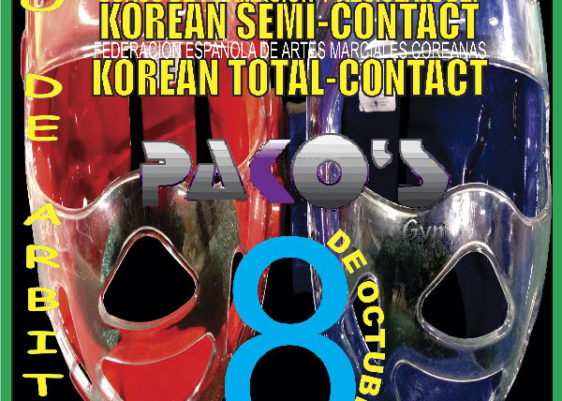 KOREAN SEMI-CONTACT
FEDERACION ESPAÑOLA DE ARTES MARCIALES COREANAS
KOREAN TOTAL-CONTACT
PAKO'S
Gym
8
DE OCTUB
DE
ARBIT